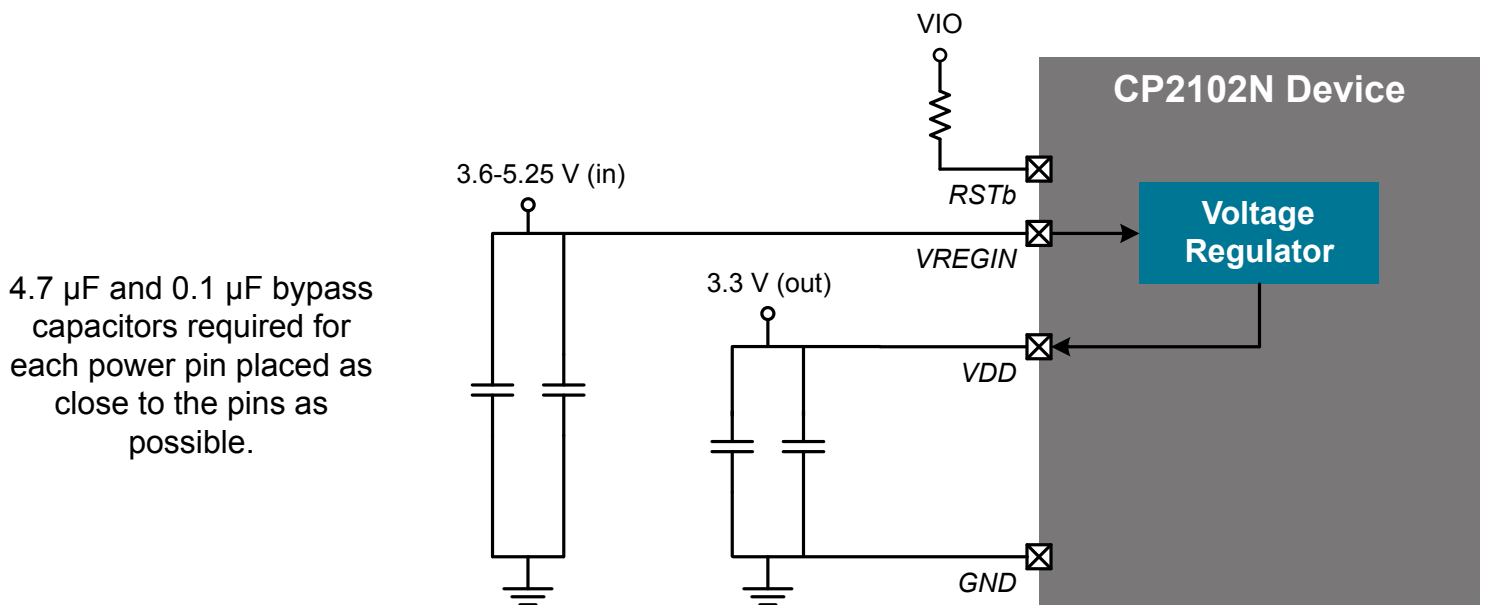 VIO
CP2102N Device
3.6-5.25 V (in)
RSTb
Voltage
Regulator
VREGIN
4.7 µF and 0.1 µF bypass
capacitors required for
each power pin placed as
close to the pins as
possible.
3.3 V (out)
VDD
GND